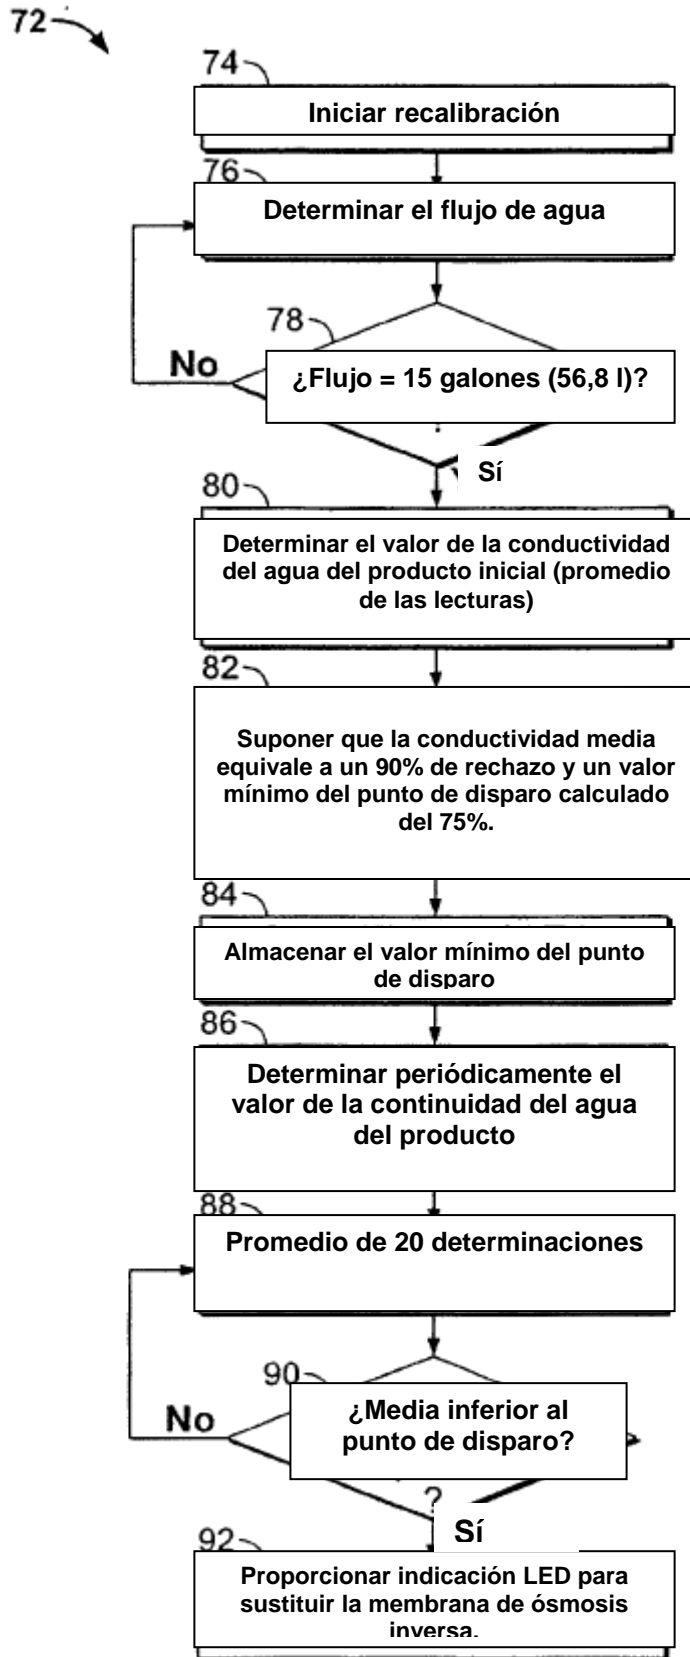 72
74
Iniciar recalibración
76
Determinar el flujo de agua
78
No
¿Flujo = 15 galones (56,8 l)?
?
Sí
80
Determinar el valor de la conductividad
del agua del producto inicial (promedio
de las lecturas)
82
Suponer que la conductividad media
equivale a un 90% de rechazo y un valor
mínimo del punto de disparo calculado
del 75%.
84
Almacenar el valor mínimo del punto
de disparo
86
Determinar periódicamente el
valor de la continuidad del agua
del producto
88
Promedio de 20 determinaciones
90
No
¿Media inferior al
punto de disparo?
?
Sí
92
Proporcionar indicación LED para
sustituir la membrana de ósmosis
inversa.